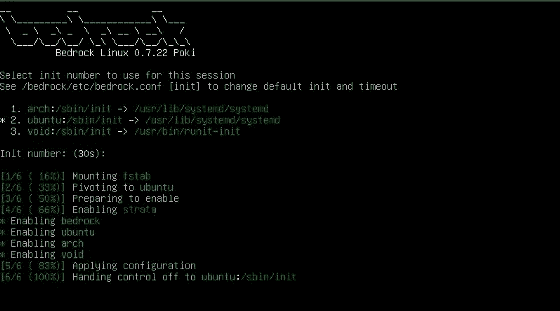 Bedrock Linux 0.7.22 Poki
Select init number to use for this session
See /bedrock/etc/bedrock.conf [init] to change default init and timeout
1. arch:/sbin/init -> /usr/lib/systemd/systemd
* 2. ubuntu:/sbin/init -> /usr/lib/systemd/systemd
3. void:/sbin/init -> /usr/bin/runit-init
Init number: (30s):
[1/6 ( 16%)] Mounting fstab
[2/6 ( 33%)] Pivoting to ubuntu
[3/6 ( 50%)] Preparing to enable
[4/6 ( 66%)] Enabling strata
* Enabling bedrock
* Enabling ubuntu
* Enabling arch
* Enabling void
[5/6 ( 83%)] Applying configuration
[6/6 (100%)] Handing control off to ubuntu:/sbin/init